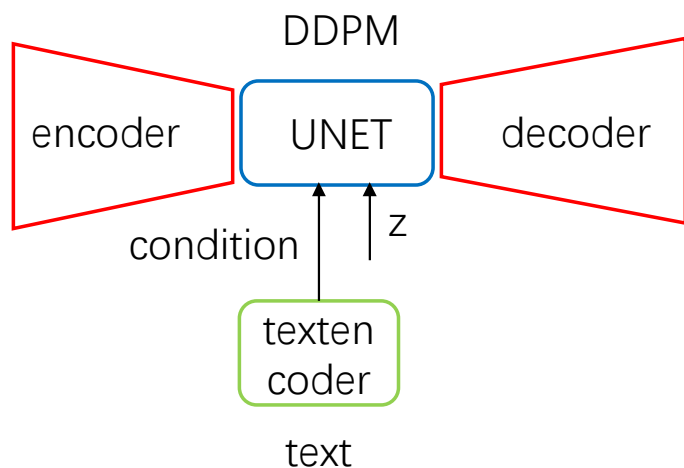 DDPM
encoder
UNET
decoder
condition
z
texten
coder
text